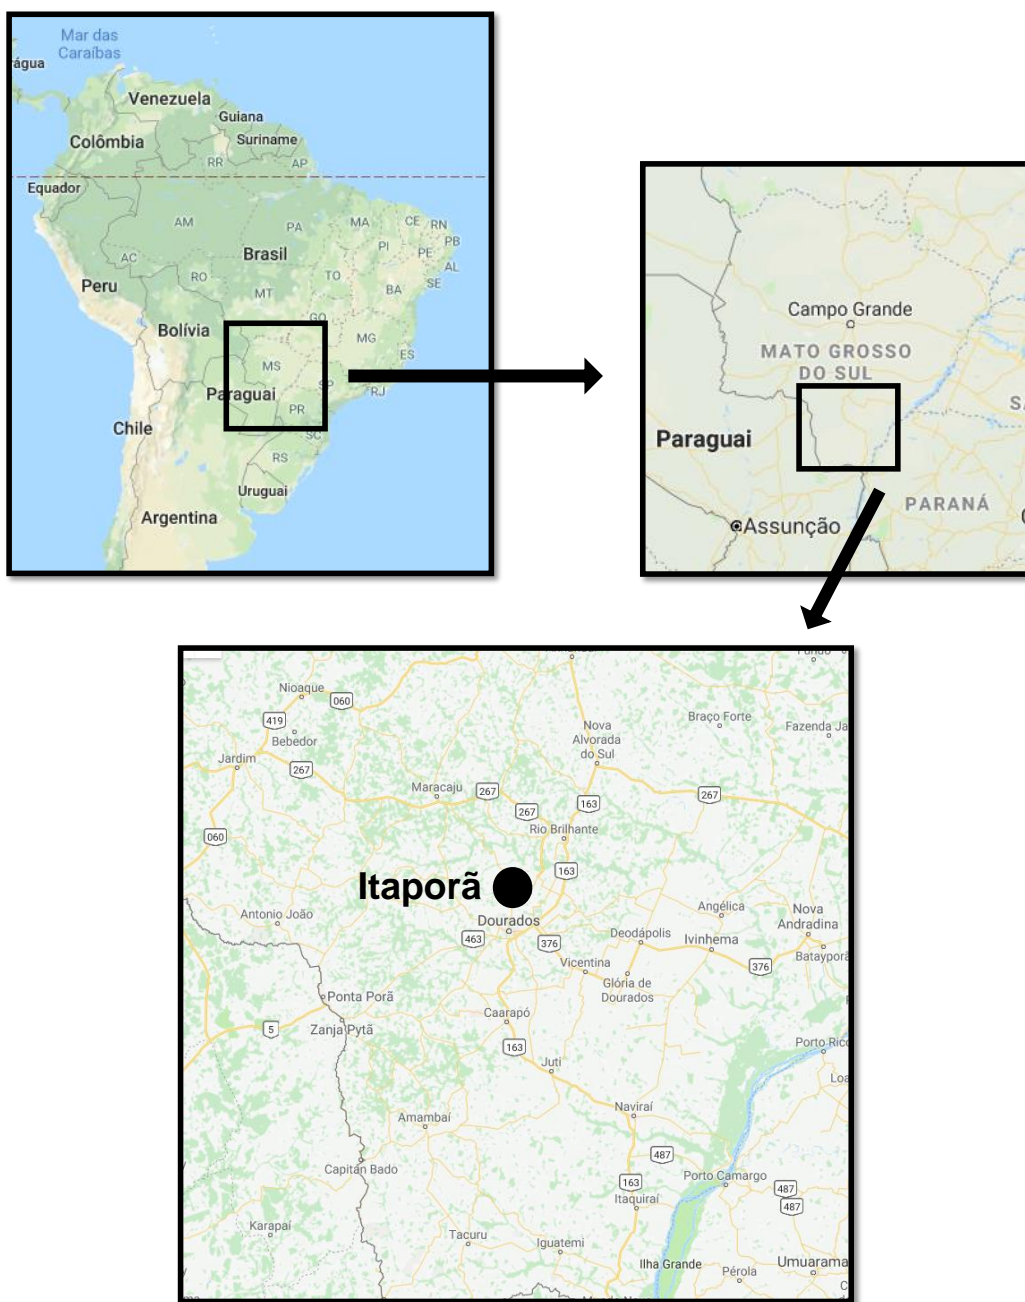 Mar das
Caraíbas
água
Venezuela
Guiana
Colômbia
Suriname
RR
AP
Equador
AM
PA
MA
CE
RN
PB
PI
PE
AL
SE
AC
Brasil
RO
TO
BA
Peru
MT
GO
Bolívia
MG
ES
MS
SP
RJ
Paraguai
PR
SC
Chile
RS
Uruguai
Argentina
Campo Grande
MATO GROSSO
DO SUL
Paraguai
PARANÁ
Assunção
Nioaque
060
419
Bebedor
Jardim
267
Nova
Alvorada
do Sul
Braço Forte
Fazenda Ja
Maracaju
267
163
267
267
060
Rio Brilhante
163
Itaporã
Antonio João
Dourados
463
376
Angélica
Nova
Andradina
Deodápolis
Ivinhema
Batayporã
376
Vicentina
Glória de
Dourados
Ponta Porã
5
Zanja Pytã
Caarapó
163
Juti
Porto Rico
Loa
Amambaí
Naviraí
487
Capitán Bado
Porto Camargo
163
487
487
Itaquiraí
Karapaí
Tacuru
Iguatemi
Ilha Grande
Umuarama
Pérola